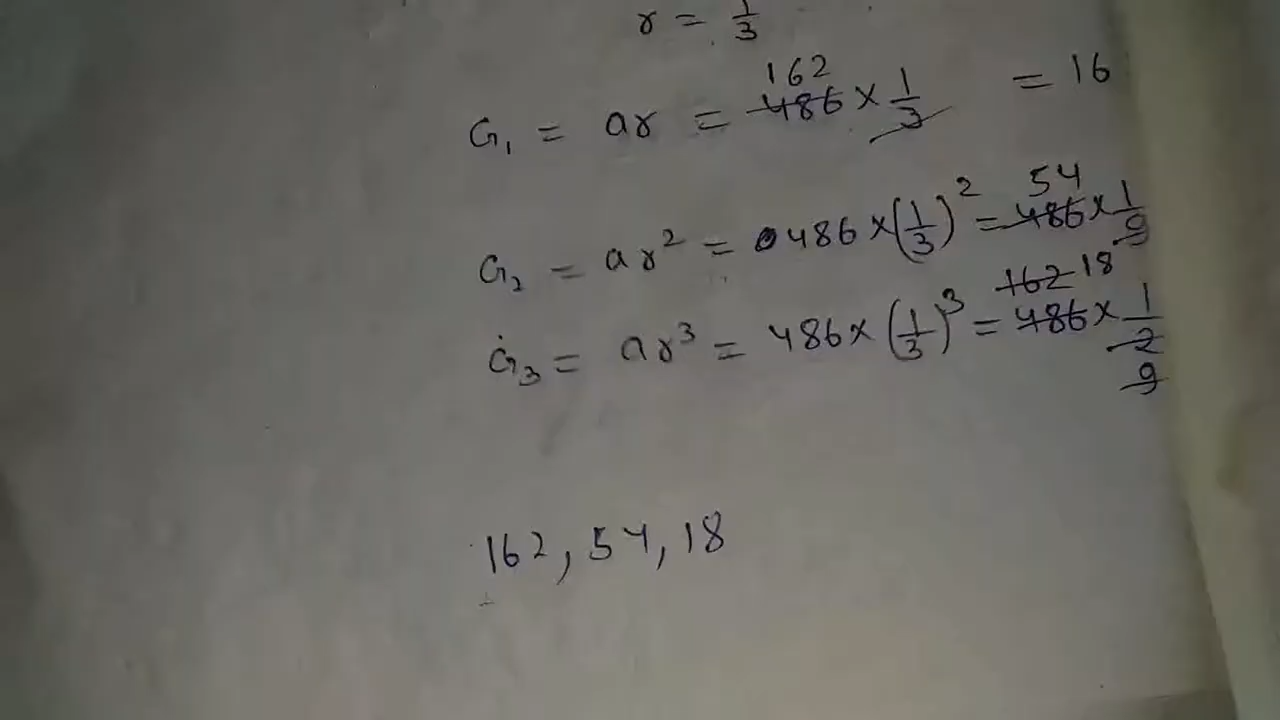 r = 1/3
G₁ = ar = 162 486 × 1/3 = 16
G₂ = ar² = 486 × (1/3)² = 54 486 × 1/9
G₃ = ar³ = 486 × (1/3)³ = 162 18 486 × 1/2 9
162, 54, 18